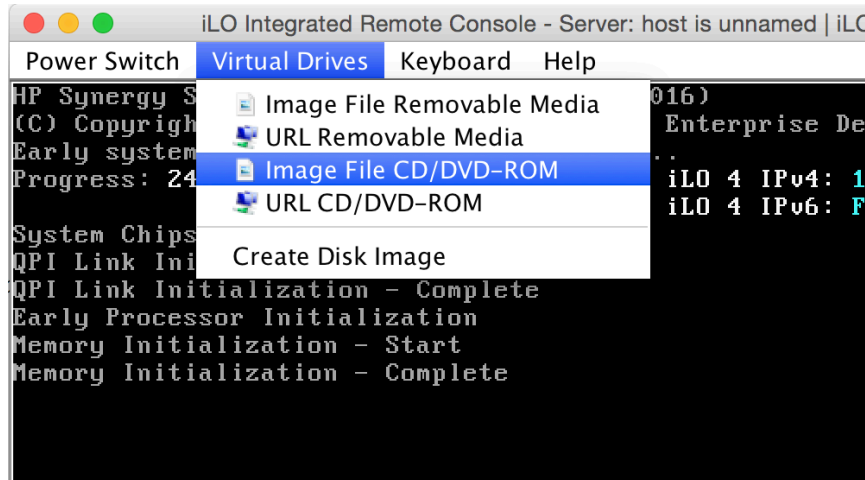 iLO Integrated Remote Console - Server: host is unnamed | iLO
Power Switch Virtual Drives Keyboard Help
HP Synergy S 016)
(C) Copyrigh Enterprise De
Early system ..
Progress: 24 iLO 4 IPv4: 1
iLO 4 IPv6: F
Image File Removable Media
URL Removable Media
Image File CD/DVD-ROM
URL CD/DVD-ROM
Create Disk Image
System Chips
QPI Link Ini
QPI Link Initialization - Complete
Early Processor Initialization
Memory Initialization - Start
Memory Initialization - Complete